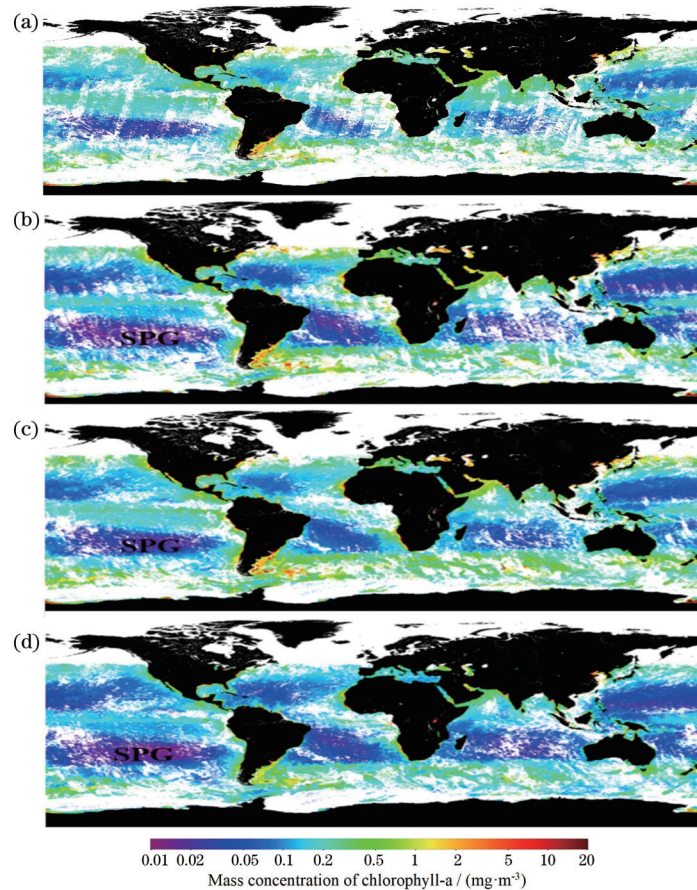 (a)
(b)
SPG
(c)
SPG
(d)
SPG
0.01 0.02 0.05 0.1 0.2 0.5 1 2 5 10 20
Mass concentration of chlorophyll-a / (mg·m⁻³)